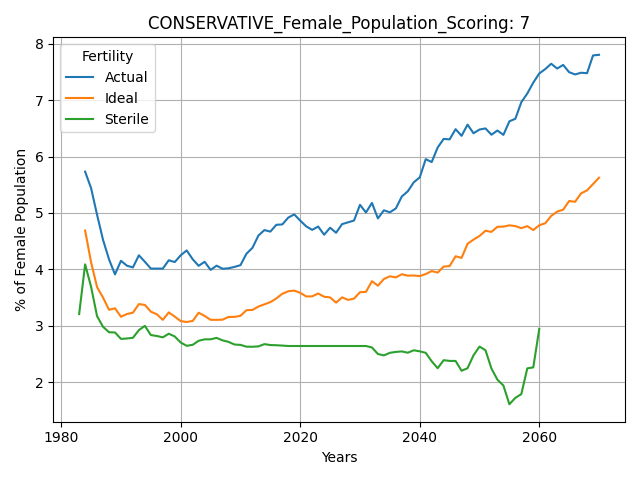 CONSERVATIVE_Female_Population_Scoring: 7
Fertility
Actual
Ideal
Sterile
% of Female Population
8
7
6
5
4
3
2
1980
2000
2020
2040
2060
Years